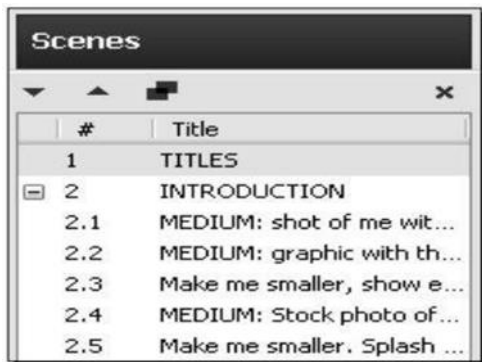 Scenes
# Title
1 TITLES
2 INTRODUCTION
2.1 MEDIUM: shot of me wit...
2.2 MEDIUM: graphic with th...
2.3 Make me smaller, show e...
2.4 MEDIUM: Stock photo of...
2.5 Make me smaller. Splash ...